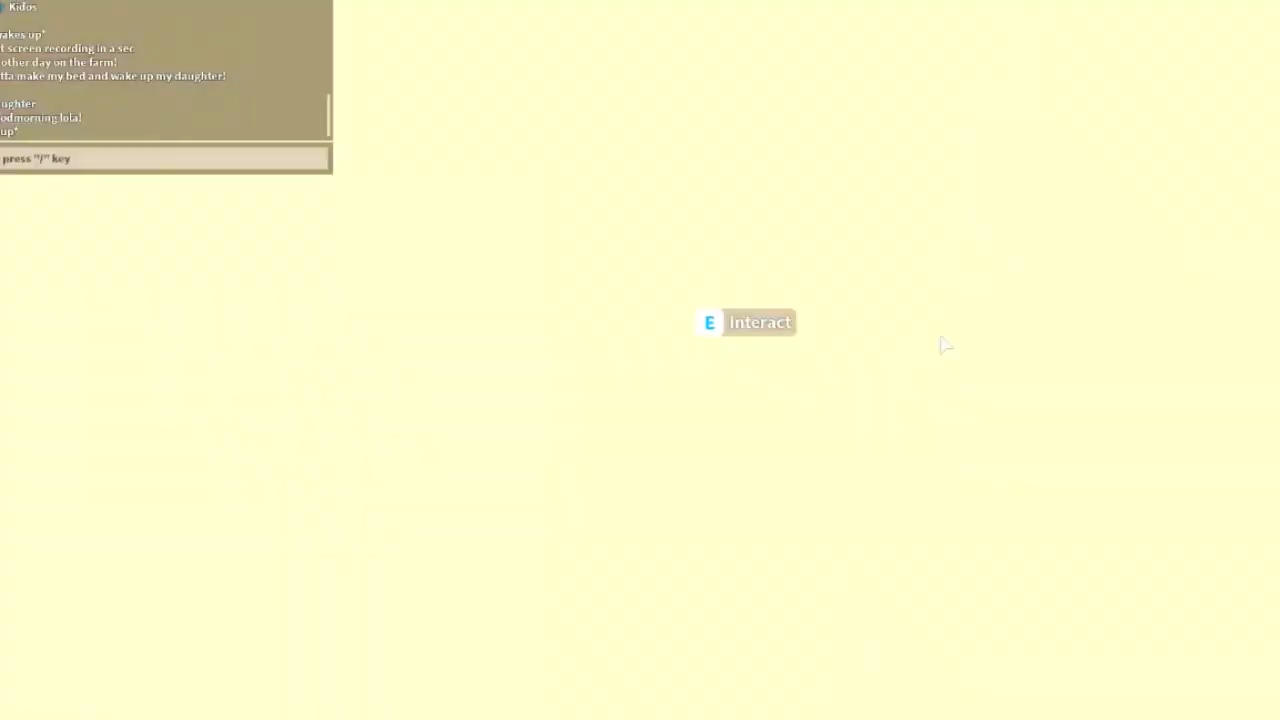 Kidos
akes up*
t screen recording in a sec
other day on the farm!
tta make my bed and wake up my daughter!
ughter
odmorning lola!
up*
press "/" key
E Interact